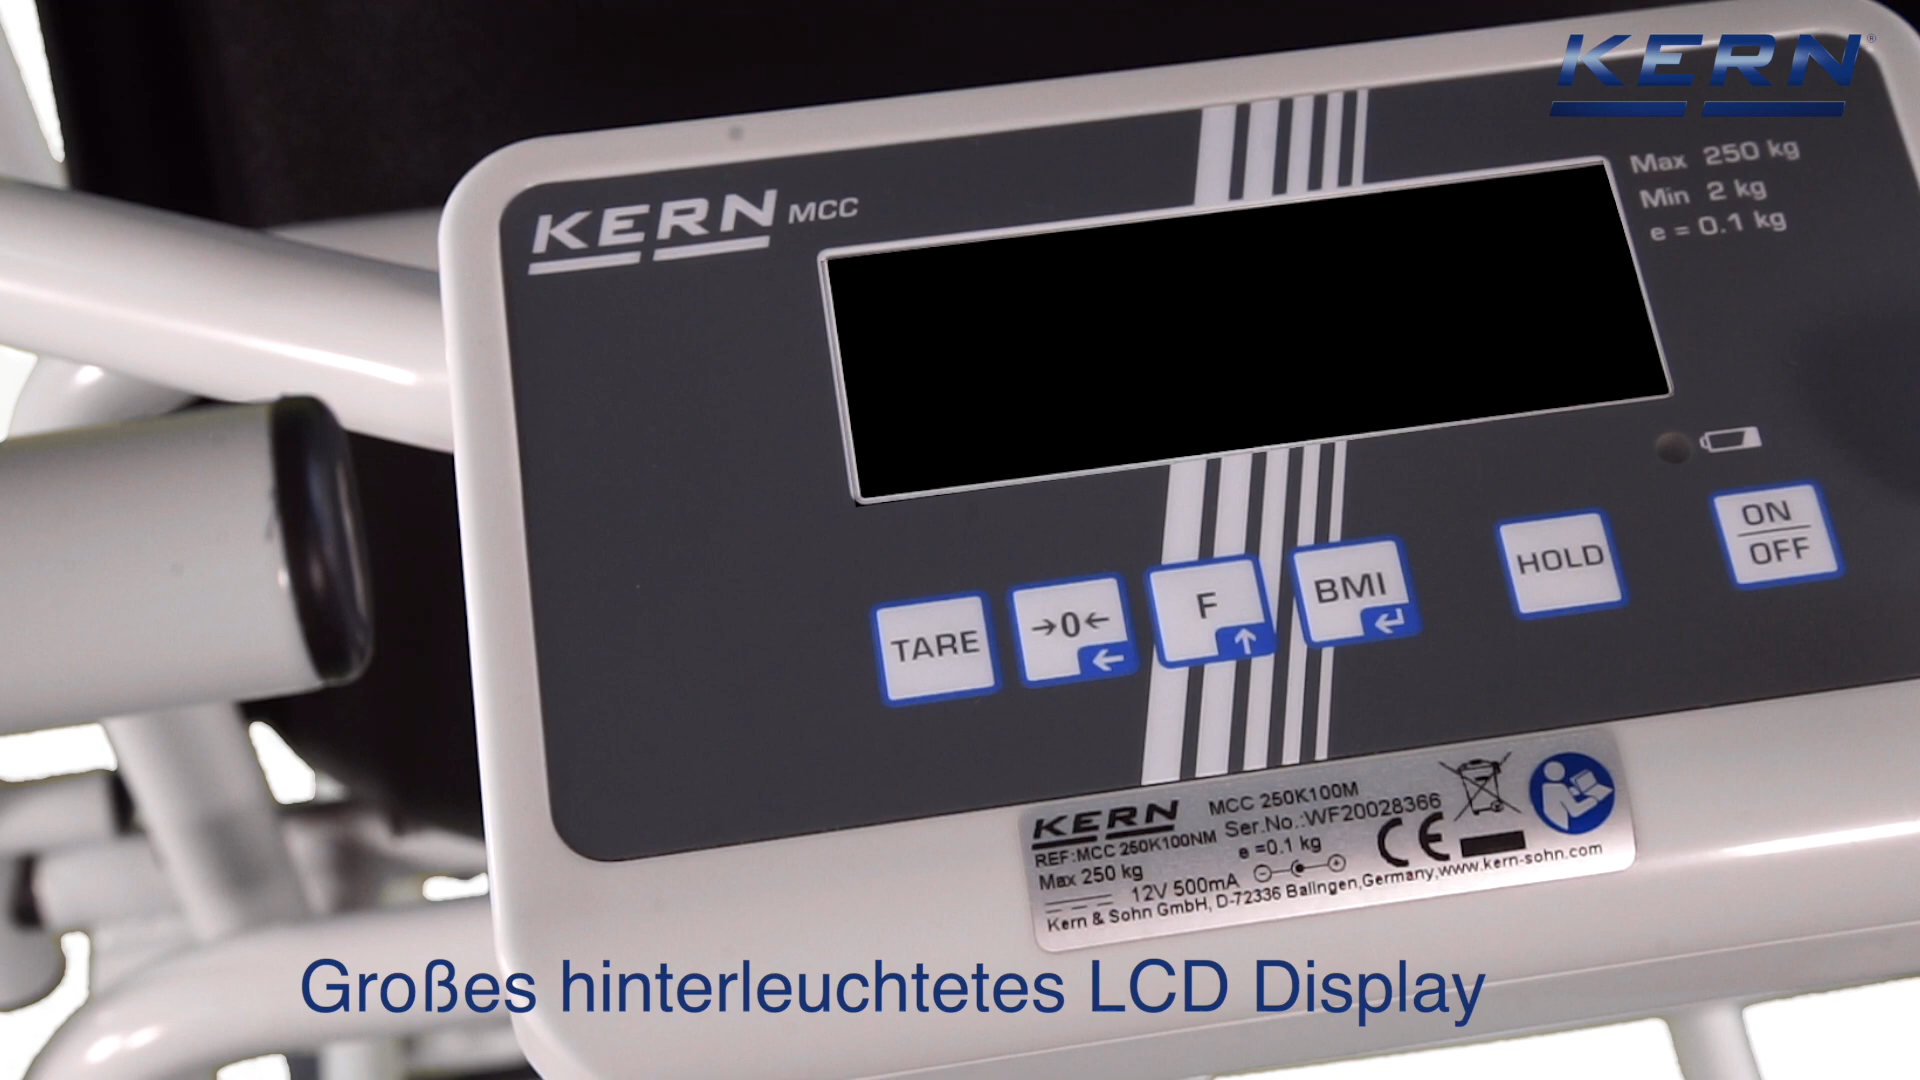 KERN®
KERN MCC
Max 250 kg
Min 2 kg
e = 0.1 kg
TARE
→0←
←
F
↑
BMI
↵
HOLD
ON
OFF
KERN MCC 250K100M
REF:MCC 250K100NM Ser.No.:WF20028366
Max 250 kg e =0.1 kg
12V 500mA
CE
Kern & Sohn GmbH, D-72336 Balingen,Germany,www.kern-sohn.com
Großes hinterleuchtetes LCD Display